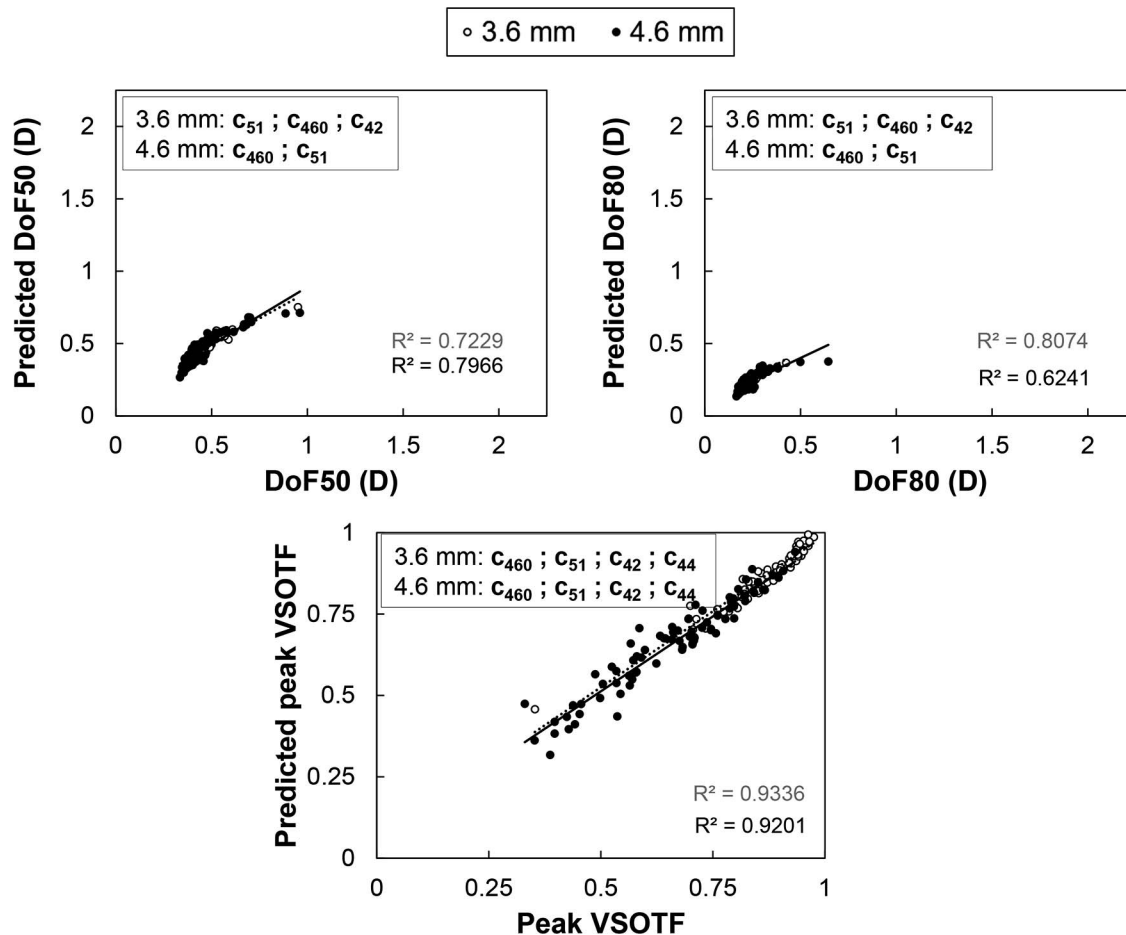 3.6 mm 4.6 mm
3.6 mm: c51 ; c460 ; c42
4.6 mm: c460 ; c51
Predicted DoF50 (D)
2
1.5
1
0.5
0
R² = 0.7229
R² = 0.7966
0 0.5 1 1.5 2
DoF50 (D)
3.6 mm: c51 ; c460 ; c42
4.6 mm: c460 ; c51
Predicted DoF80 (D)
2
1.5
1
0.5
0
R² = 0.8074
R² = 0.6241
0 0.5 1 1.5 2
DoF80 (D)
3.6 mm: c460 ; c51 ; c42 ; c44
4.6 mm: c460 ; c51 ; c42 ; c44
Predicted peak VSOTF
1
0.75
0.5
0.25
0
R² = 0.9336
R² = 0.9201
0 0.25 0.5 0.75 1
Peak VSOTF